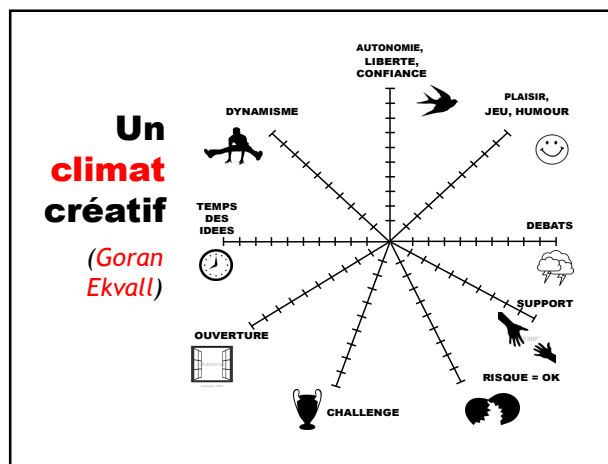 Un
climat
créatif
(Goran
Ekvall)
AUTONOMIE,
LIBERTE,
CONFIANCE
PLAISIR,
JEU, HUMOUR
DYNAMISME
TEMPS
DES
IDEES
DEBATS
SUPPORT
OUVERTURE
RISQUE = OK
CHALLENGE